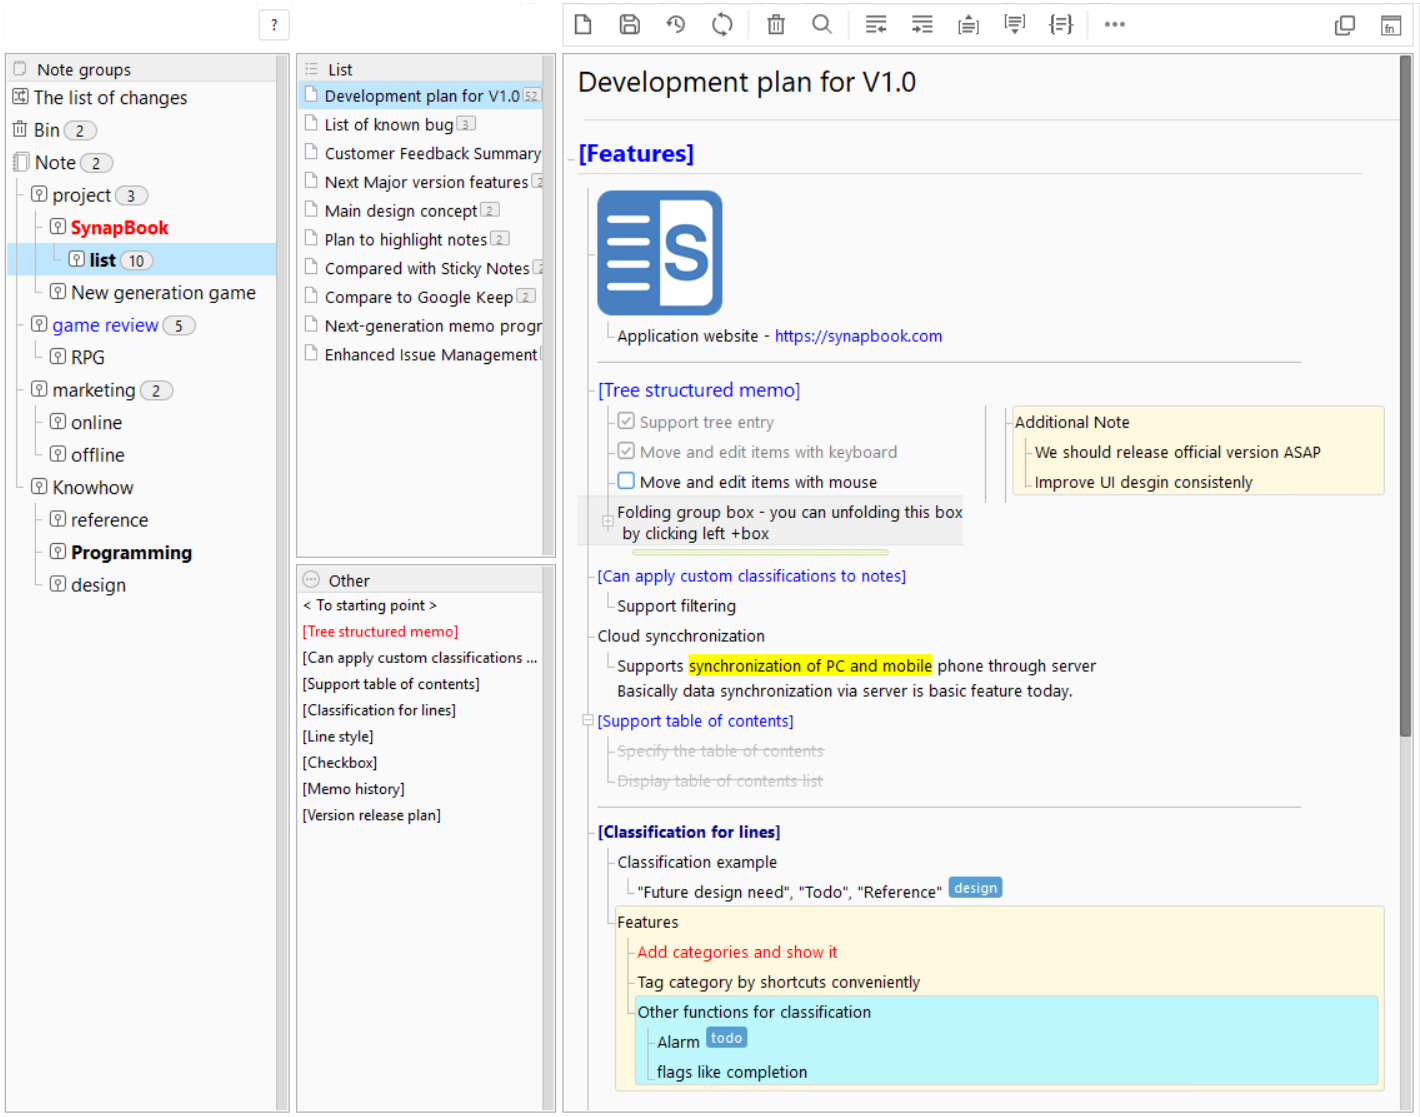 ?
Note groups
The list of changes
Bin 2
Note 2
project 3
SynapBook
list 10
New generation game
game review 5
RPG
marketing 2
online
offline
Knowhow
reference
Programming
design
List
Development plan for V1.0 52
List of known bug 3
Customer Feedback Summary
Next Major version features 2
Main design concept 2
Plan to highlight notes 2
Compared with Sticky Notes 2
Compare to Google Keep 2
Next-generation memo progr
Enhanced Issue Management
Other
< To starting point >
[Tree structured memo]
[Can apply custom classifications ...
[Support table of contents]
[Classification for lines]
[Line style]
[Checkbox]
[Memo history]
[Version release plan]
fn
Development plan for V1.0
[Features]
S
Application website - https://synapbook.com
[Tree structured memo]
Support tree entry
Move and edit items with keyboard
Move and edit items with mouse
Folding group box - you can unfolding this box
by clicking left +box
Additional Note
We should release official version ASAP
Improve UI desgin consistenly
[Can apply custom classifications to notes]
Support filtering
Cloud syncchronization
Supports synchronization of PC and mobile phone through server
Basically data synchronization via server is basic feature today.
[Support table of contents]
Specify the table of contents
Display table of contents list
[Classification for lines]
Classification example
"Future design need", "Todo", "Reference" design
Features
Add categories and show it
Tag category by shortcuts conveniently
Other functions for classification
Alarm todo
flags like completion